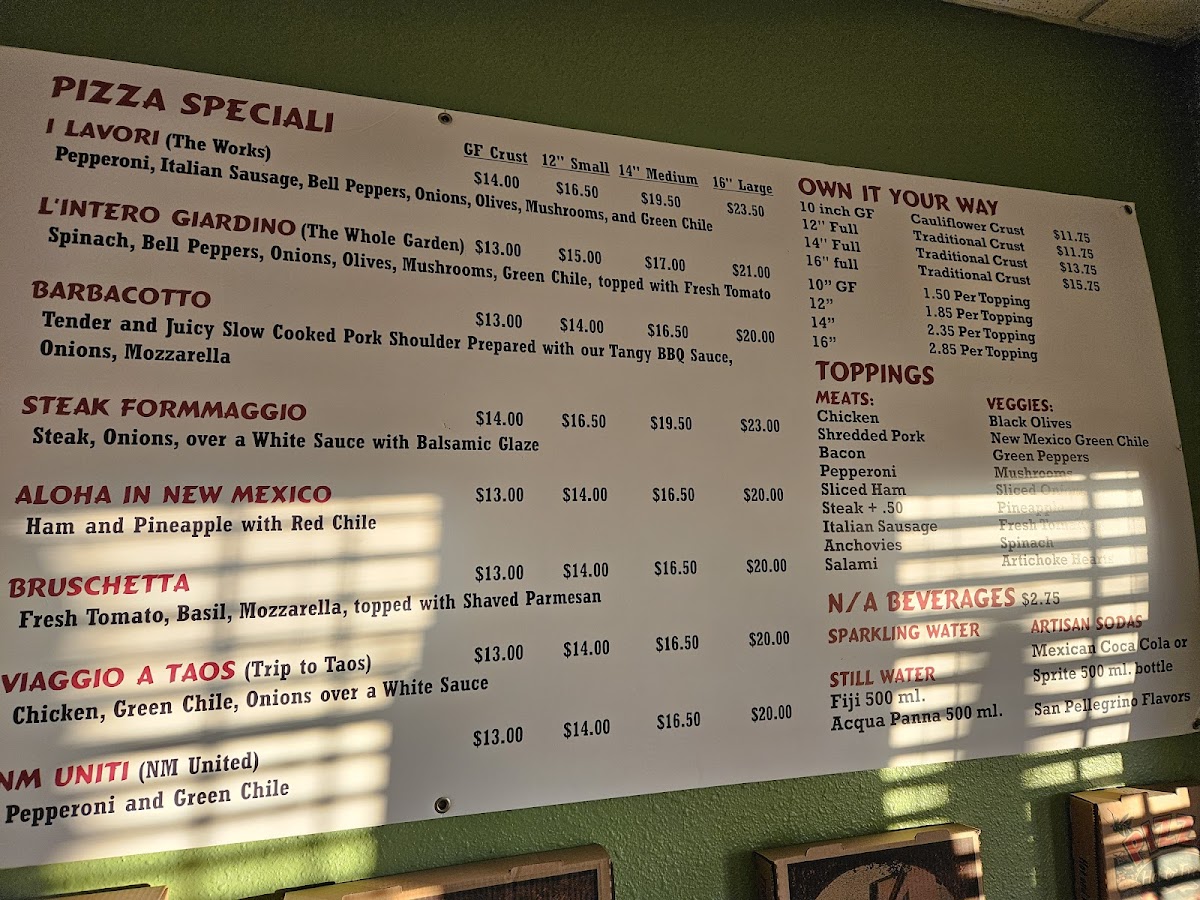 PIZZA SPECIALI
GF Crust 12" Small 14" Medium 16" Large
I LAVORI (The Works) $14.00 $16.50 $19.50 $23.50
Pepperoni, Italian Sausage, Bell Peppers, Onions, Olives, Mushrooms, and Green Chile
L'INTERO GIARDINO (The Whole Garden) $13.00 $15.00 $17.00 $21.00
Spinach, Bell Peppers, Onions, Olives, Mushrooms, Green Chile, topped with Fresh Tomato
BARBACOTTO $13.00 $14.00 $16.50 $20.00
Tender and Juicy Slow Cooked Pork Shoulder Prepared with our Tangy BBQ Sauce,
Onions, Mozzarella
STEAK FORMMAGGIO $14.00 $16.50 $19.50 $23.00
Steak, Onions, over a White Sauce with Balsamic Glaze
ALOHA IN NEW MEXICO $13.00 $14.00 $16.50 $20.00
Ham and Pineapple with Red Chile
BRUSCHETTA $13.00 $14.00 $16.50 $20.00
Fresh Tomato, Basil, Mozzarella, topped with Shaved Parmesan
VIAGGIO A TAOS (Trip to Taos) $13.00 $14.00 $16.50 $20.00
Chicken, Green Chile, Onions over a White Sauce
NM UNITI (NM United) $13.00 $14.00 $16.50 $20.00
Pepperoni and Green Chile
OWN IT YOUR WAY
10 inch GF Cauliflower Crust $11.75
12" Full Traditional Crust $11.75
14" Full Traditional Crust $13.75
16" full Traditional Crust $15.75
10" GF 1.50 Per Topping
12" 1.85 Per Topping
14" 2.35 Per Topping
16" 2.85 Per Topping
TOPPINGS
MEATS:
Chicken
Shredded Pork
Bacon
Pepperoni
Sliced Ham
Steak + .50
Italian Sausage
Anchovies
Salami
VEGGIES:
Black Olives
New Mexico Green Chile
Green Peppers
Mushrooms
Sliced Onions
Pineapple
Fresh Tomato
Spinach
Artichoke Hearts
N/A BEVERAGES $2.75
SPARKLING WATER
STILL WATER
Fiji 500 ml.
Acqua Panna 500 ml.
ARTISAN SODAS
Mexican Coca Cola or
Sprite 500 ml. bottle
San Pellegrino Flavors
PIZZA